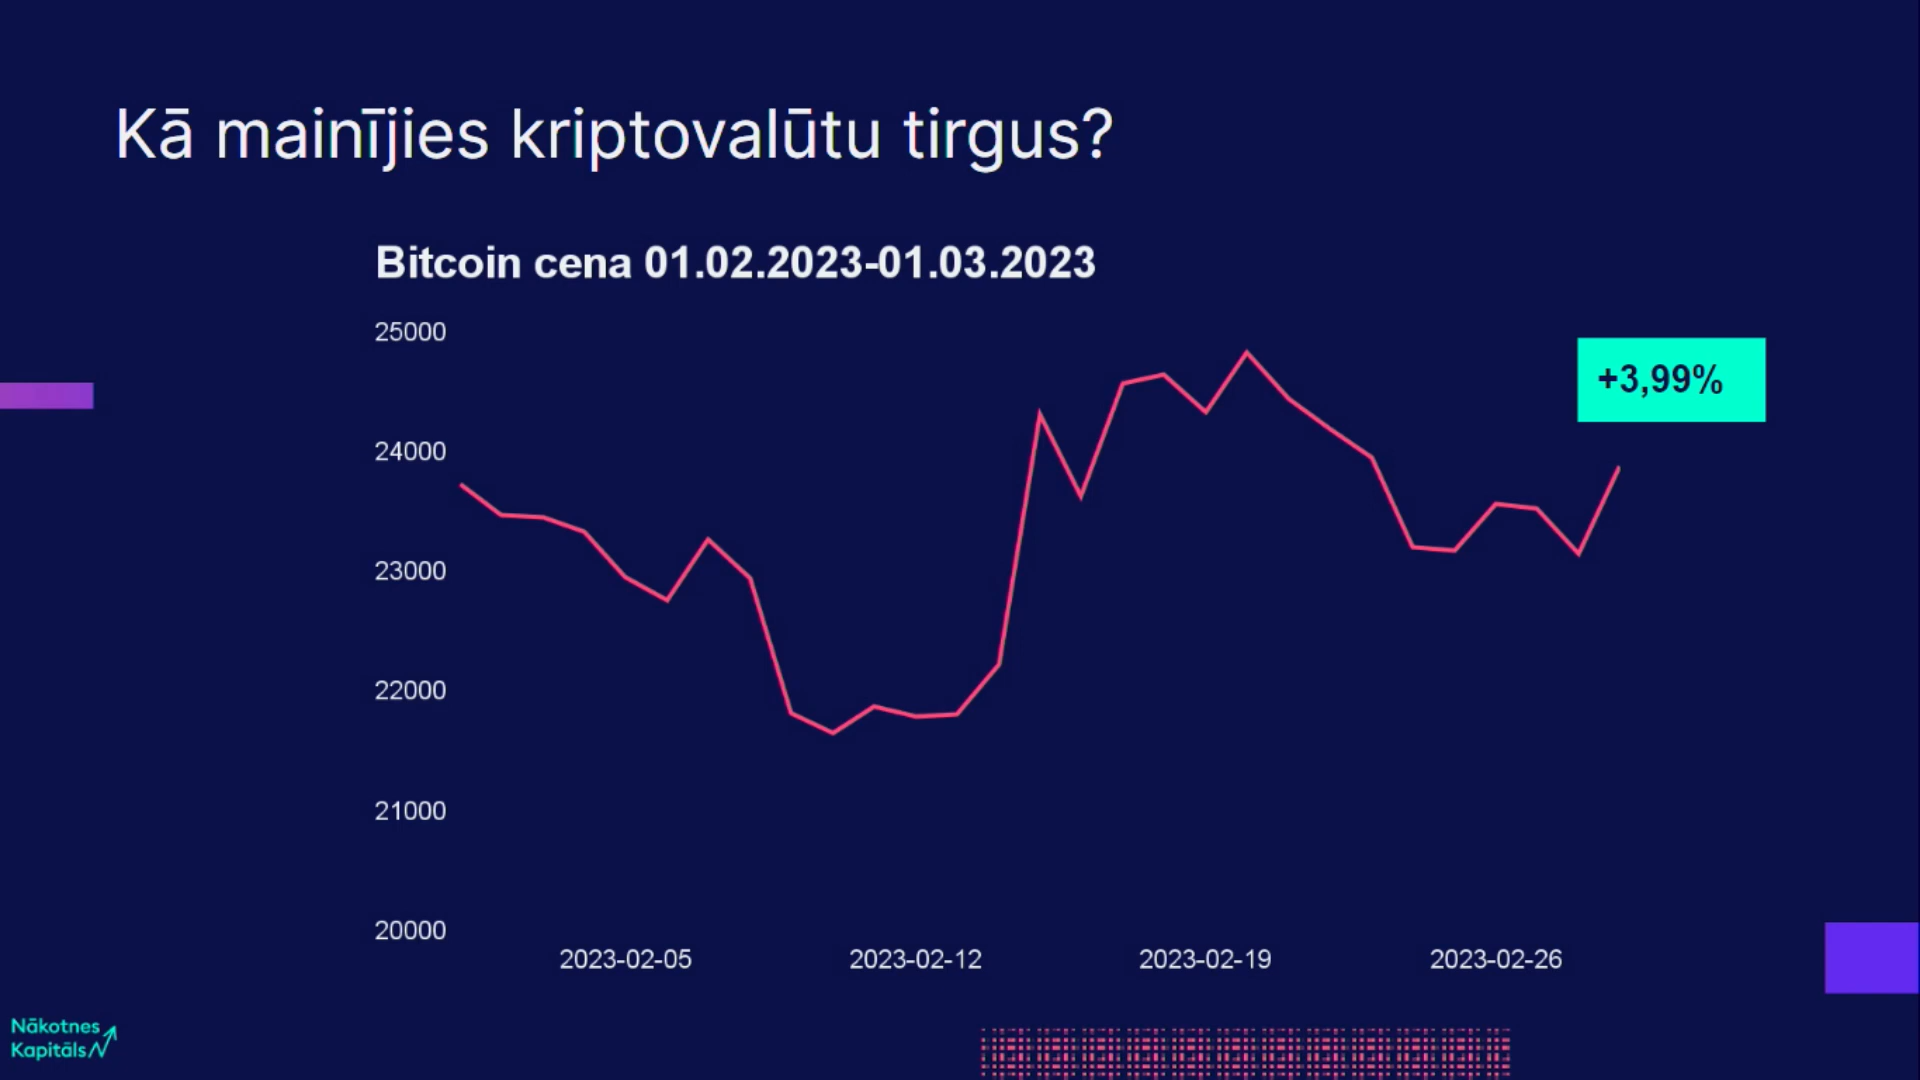 Kā mainījies kriptovalūtu tirgus?
Bitcoin cena 01.02.2023-01.03.2023
25000
+3,99%
24000
23000
22000
21000
20000
2023-02-05 2023-02-12 2023-02-19 2023-02-26
Nākotnes
Kapitāls